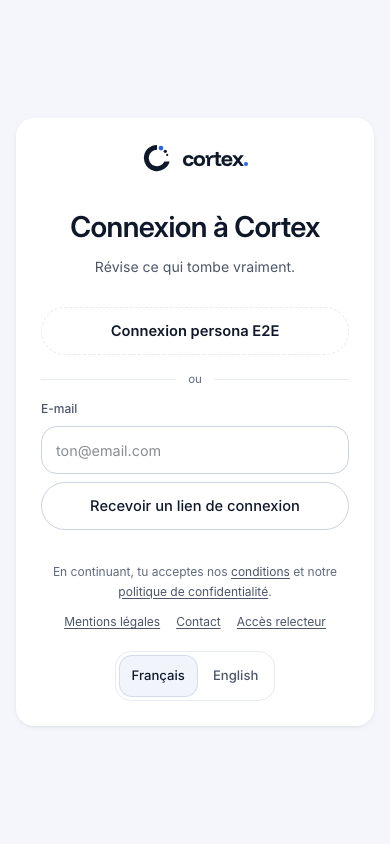 cortex.
Connexion à Cortex
Révise ce qui tombe vraiment.
Connexion persona E2E
ou
E-mail
ton@email.com
Recevoir un lien de connexion
En continuant, tu acceptes nos conditions et notre
politique de confidentialité.
Mentions légales Contact Accès relecteur
Français English